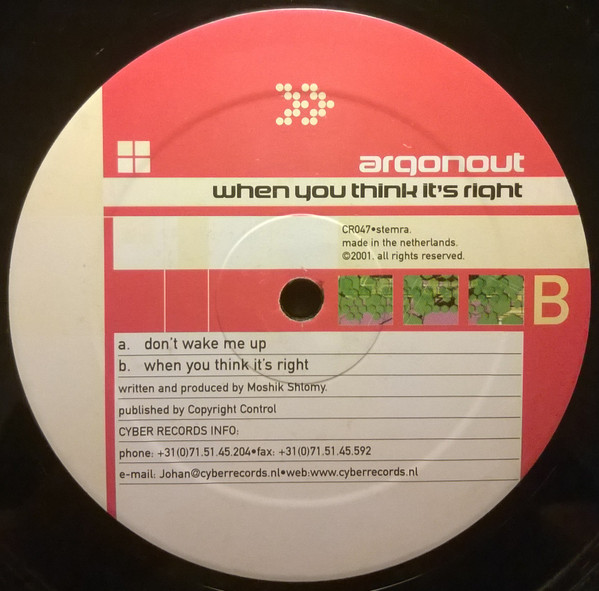 argonout
when you think it's right
CR047•stemra.
made in the netherlands.
©2001. all rights reserved.
B
a. don't wake me up
b. when you think it's right
written and produced by Moshik Shlomy.
published by Copyright Control
CYBER RECORDS INFO:
phone: +31(0)71.51.45.204•fax: +31(0)71.51.45.592
e-mail: Johan@cyberrecords.nl•web:www.cyberrecords.nl